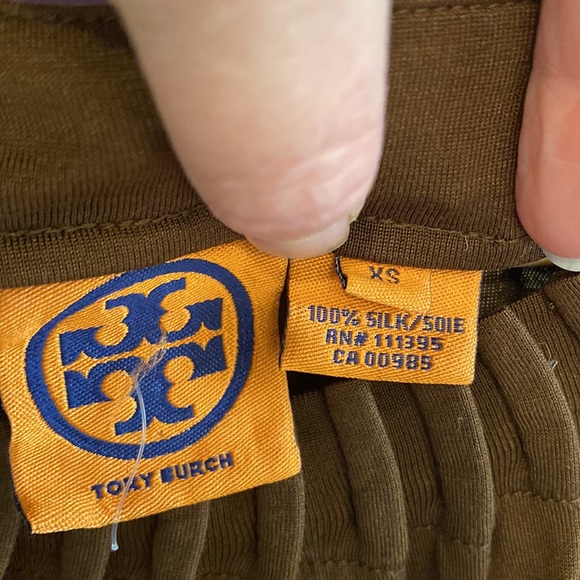 TORY BURCH
XS
100% SILK/SOIE
RN# 111395
CA 00985